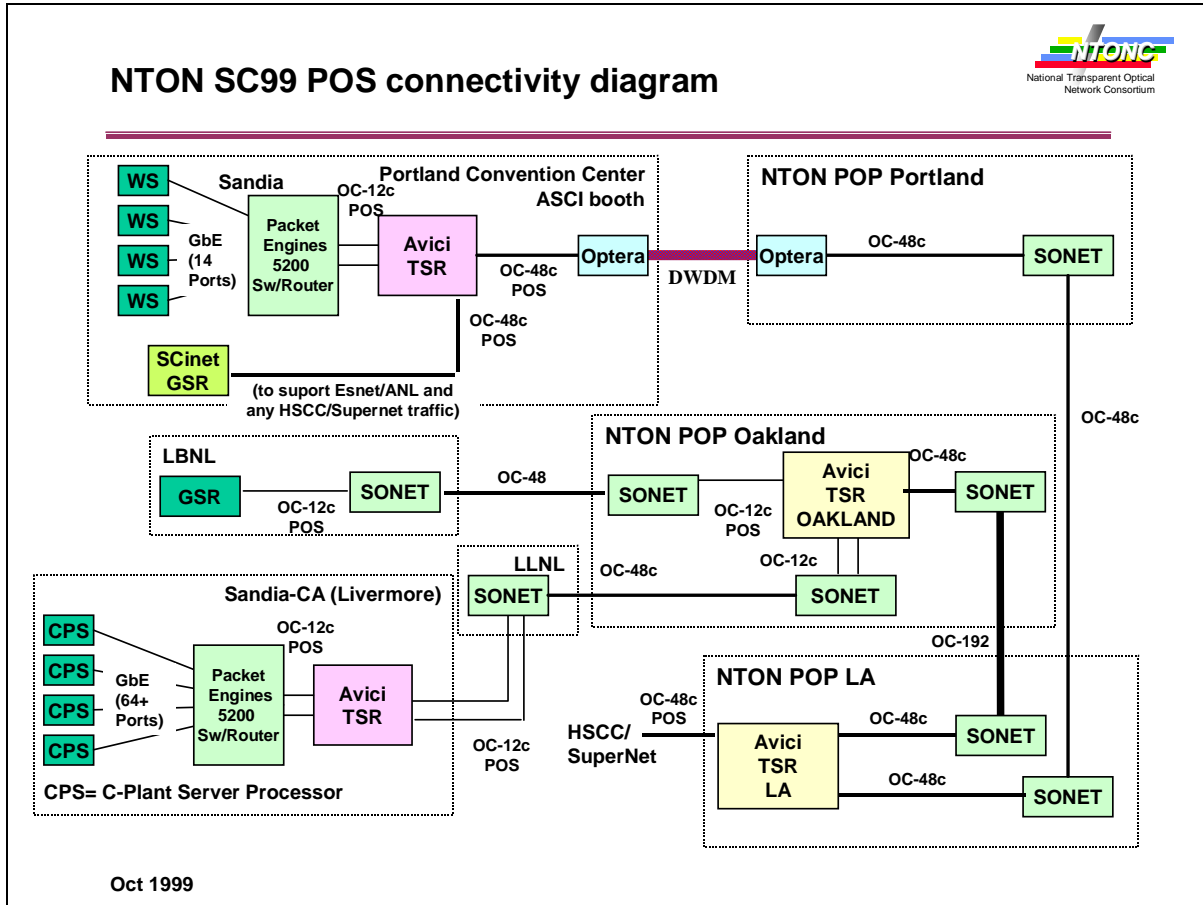 NTON SC99 POS connectivity diagram
NTONC
National Transparent Optical
Network Consortium
Portland Convention Center
ASCI booth
Sandia
WS
WS
WS
WS
GbE
(14
Ports)
Packet
Engines
5200
Sw/Router
OC-12c
POS
Avici
TSR
OC-48c
POS
Optera
DWDM
OC-48c
POS
SCinet
GSR
(to suport Esnet/ANL and
any HSCC/Supernet traffic)
NTON POP Portland
Optera
OC-48c
SONET
OC-48c
LBNL
GSR
OC-12c
POS
SONET
OC-48
NTON POP Oakland
SONET
OC-12c
POS
Avici
TSR
OAKLAND
OC-48c
SONET
OC-12c
SONET
LLNL
SONET
OC-48c
OC-192
Sandia-CA (Livermore)
CPS
CPS
CPS
CPS
GbE
(64+
Ports)
Packet
Engines
5200
Sw/Router
OC-12c
POS
Avici
TSR
OC-12c
POS
CPS= C-Plant Server Processor
NTON POP LA
HSCC/
SuperNet
OC-48c
POS
Avici
TSR
LA
OC-48c
SONET
OC-48c
SONET
Oct 1999